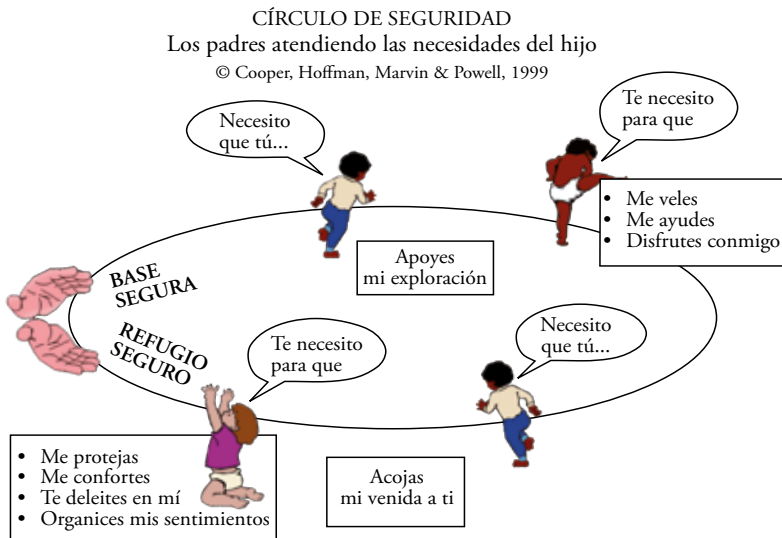 CÍRCULO DE SEGURIDAD
Los padres atendiendo las necesidades del hijo
© Cooper, Hoffman, Marvin & Powell, 1999
Necesito
que tú...
Te necesito
para que
• Me veles
• Me ayudes
• Disfrutes conmigo
Apoyes
mi exploración
BASE
SEGURA
REFUGIO
SEGURO
Te necesito
para que
Necesito
que tú...
• Me protejas
• Me confortes
• Te deleites en mí
• Organices mis sentimientos
Acojas
mi venida a ti